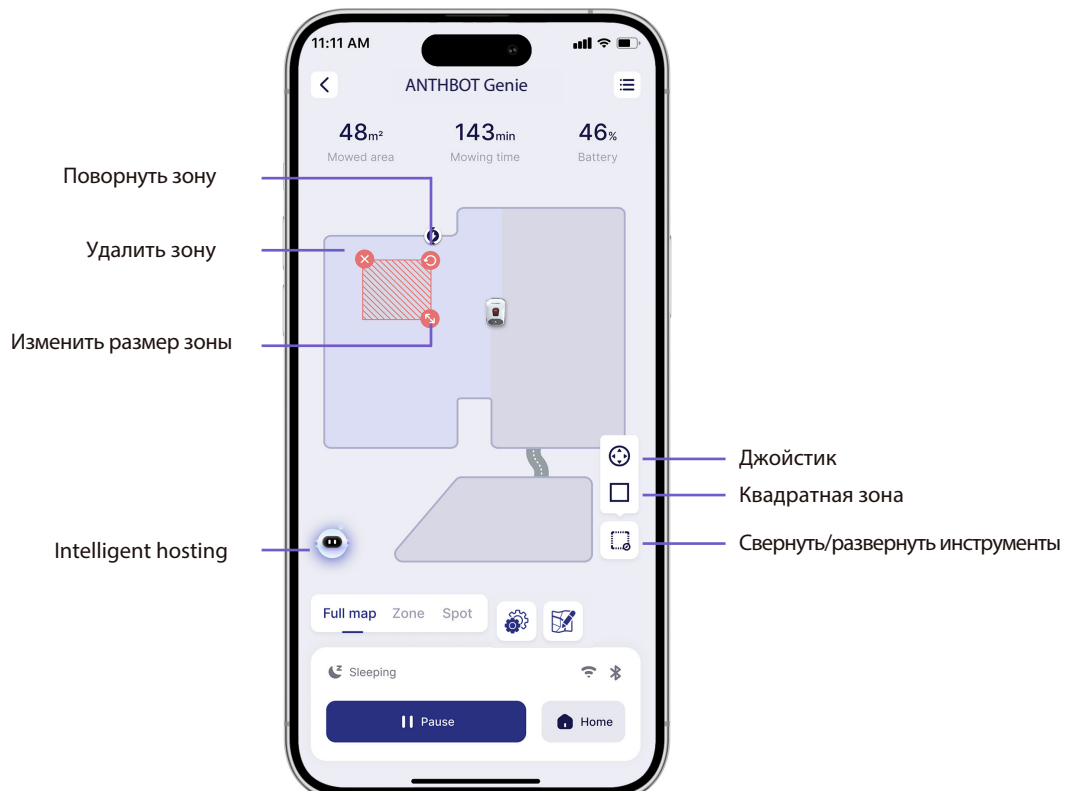 11:11 AM
ANTHBOT Genie
48m² 143min 46%
Mowed area Mowing time Battery
Поворнуть зону
Удалить зону
Изменить размер зоны
Джойстик
Квадратная зона
Intelligent hosting
Свернуть/развернуть инструменты
Full map Zone Spot
Sleeping
Pause Home